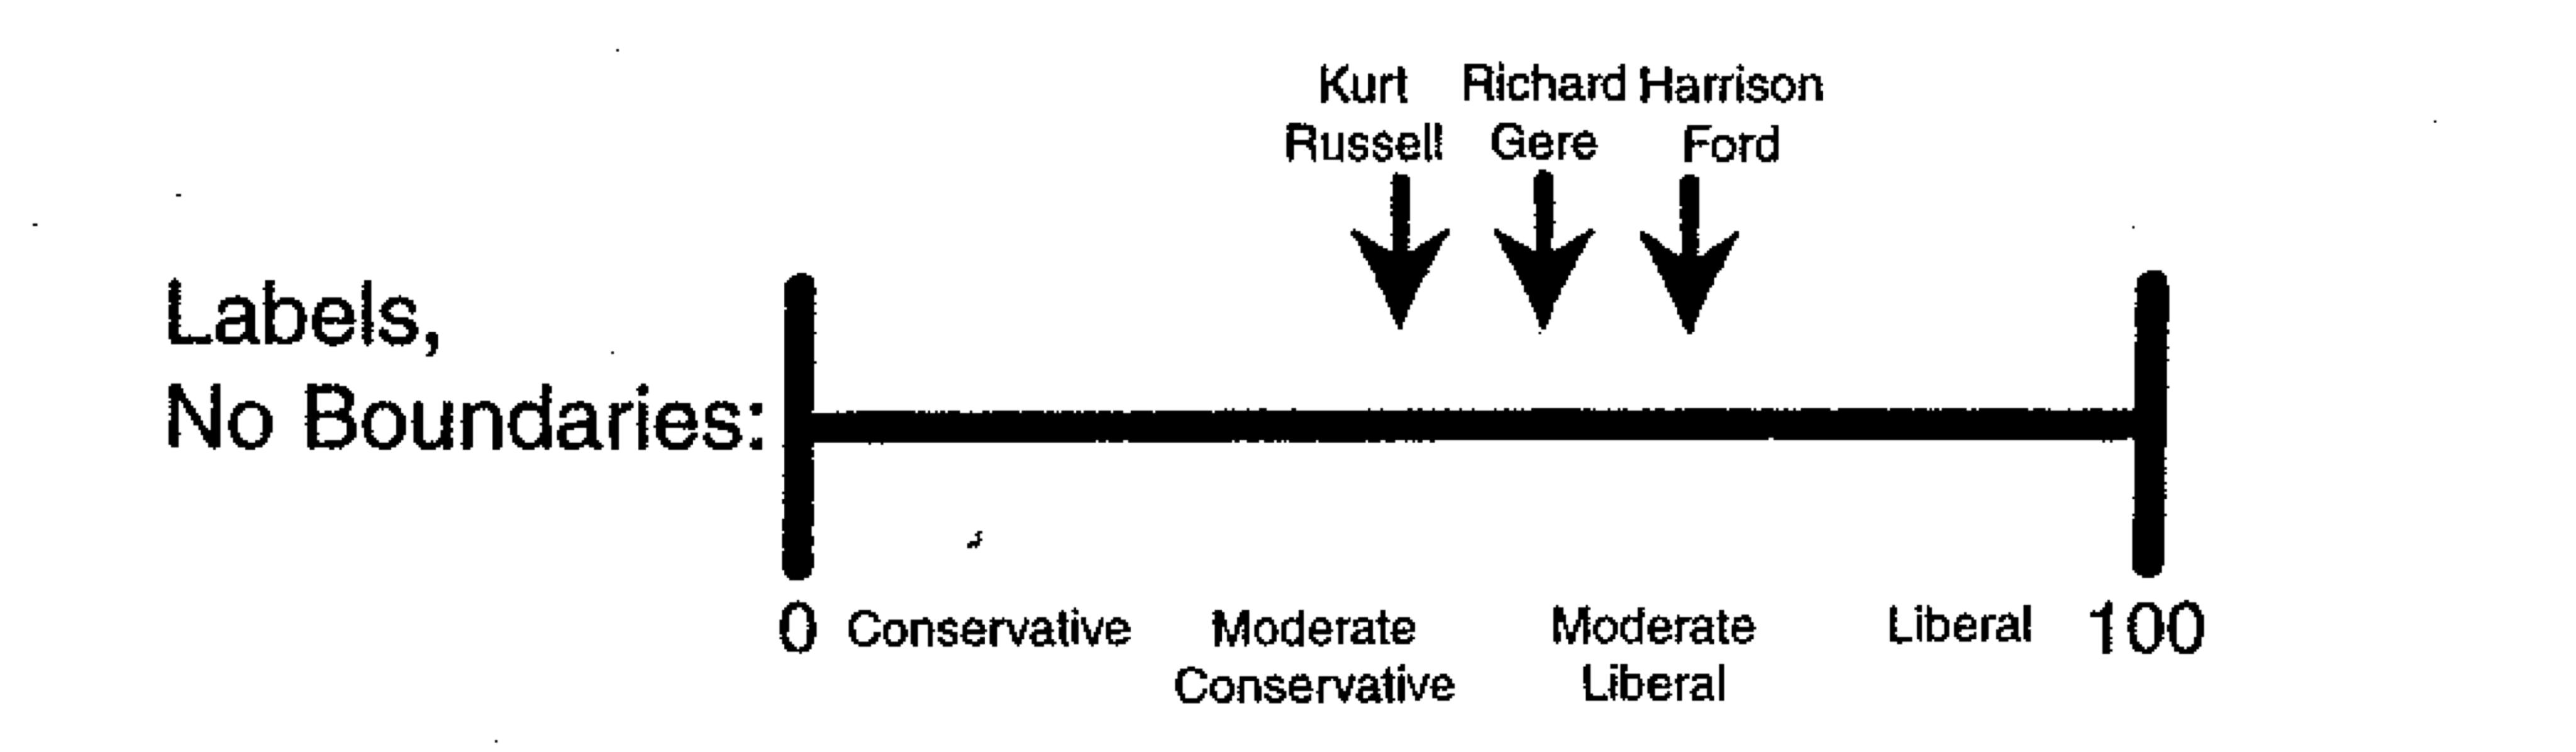 Kurt Richard Harrison
Russell Gere Ford
Labels,
No Boundaries:
0 Conservative Moderate Moderate Liberal 100
Conservative Liberal